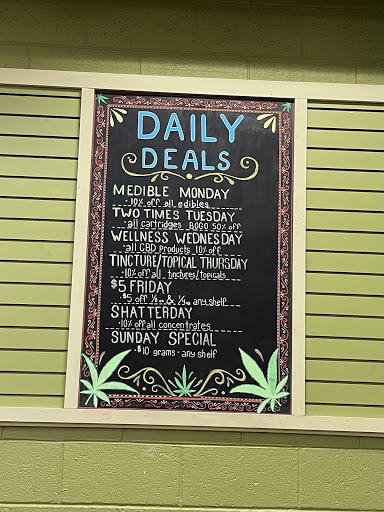 DAILY
DEALS
MEDIBLE MONDAY
-10% off all edibles
TWO TIMES TUESDAY
all cartridges BOGO 50% off
WELLNESS WEDNESDAY
-all CBD Products 10% off
TINCTURE/TOPICAL THURSDAY
-10% off all tinctures/topicals
$5 FRIDAY
-$5 off 1/8 & 1/4 any shelf
SHATTERDAY
-10% off all concentrates
SUNDAY SPECIAL
-$10 grams - any shelf